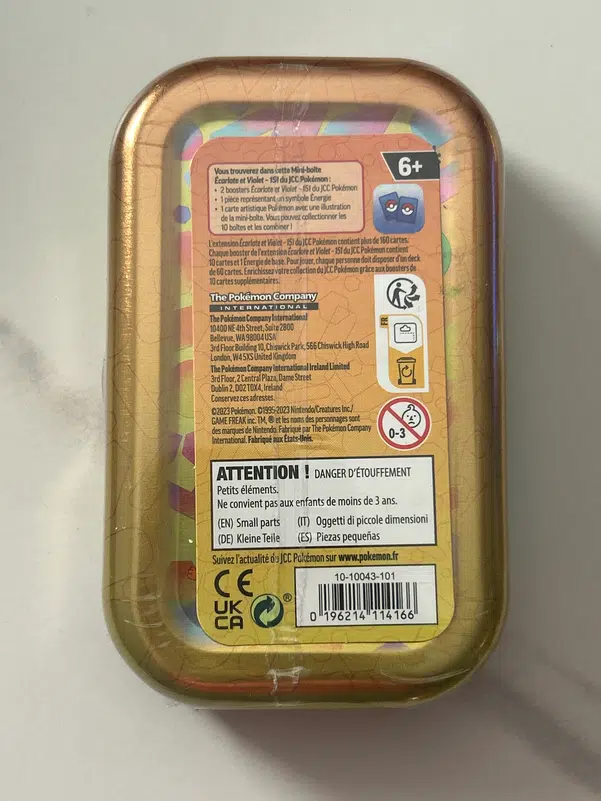 Vous trouverez dans cette Mini-boîte
Écarlate et Violet - 151 du JCC Pokémon :
• 2 boosters Écarlate et Violet - 151 du JCC Pokémon
• 1 pièce représentant un symbole Énergie
• 1 carte artistique Pokémon avec une illustration
de la mini-boîte. Vous pouvez collectionner les
10 boîtes et les combiner !
6+
L'extension Écarlate et Violet - 151 du JCC Pokémon contient plus de 160 cartes.
Chaque booster de l'extension Écarlate et Violet - 151 du JCC Pokémon contient
10 cartes et 1 Énergie de base. Pour jouer, chaque personne doit disposer d'un deck
de 60 cartes. Enrichissez votre collection du JCC Pokémon grâce aux boosters de
10 cartes supplémentaires.
The Pokémon Company
INTERNATIONAL
The Pokémon Company International
10400 NE 4th Street, Suite 2800
Bellevue, WA 98004 USA
3rd Floor Building 10, Chiswick Park, 566 Chiswick High Road
London, W4 5XS United Kingdom
The Pokémon Company International Ireland Limited
3rd Floor, 2 Central Plaza, Dame Street
Dublin 2, D02 T0X4, Ireland
Conservez ces adresses.
FR
©2023 Pokémon. ©1995-2023 Nintendo/Creatures Inc./
GAME FREAK inc. TM, ® et les noms des personnages sont
des marques de Nintendo. Fabriqué par The Pokémon Company
International. Fabriqué aux États-Unis.
0-3
ATTENTION ! DANGER D'ÉTOUFFEMENT
Petits éléments.
Ne convient pas aux enfants de moins de 3 ans.
(EN) Small parts (IT) Oggetti di piccole dimensioni
(DE) Kleine Teile (ES) Piezas pequeñas
Suivez l'actualité du JCC Pokémon sur www.pokemon.fr
CE
UK
CA
®
10-10043-101
0 196214 114166